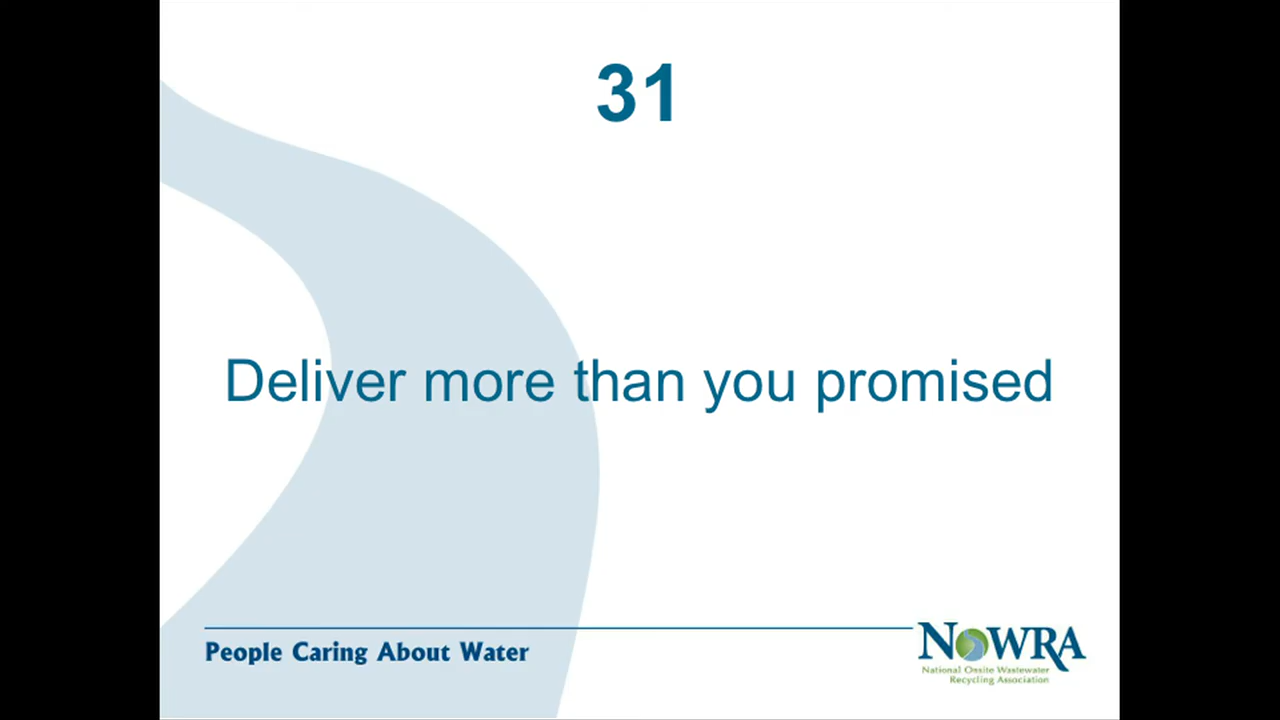 31
Deliver more than you promised
People Caring About Water
NOWRA
National Onsite Wastewater
Recycling Association